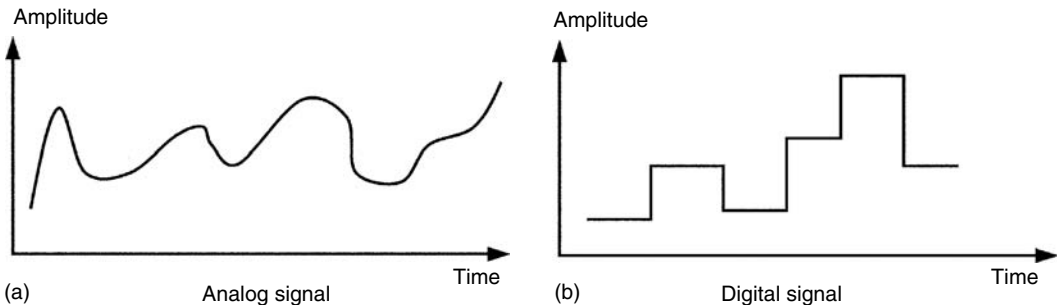 Amplitude
Time
(a)
Analog signal
Amplitude
Time
(b)
Digital signal